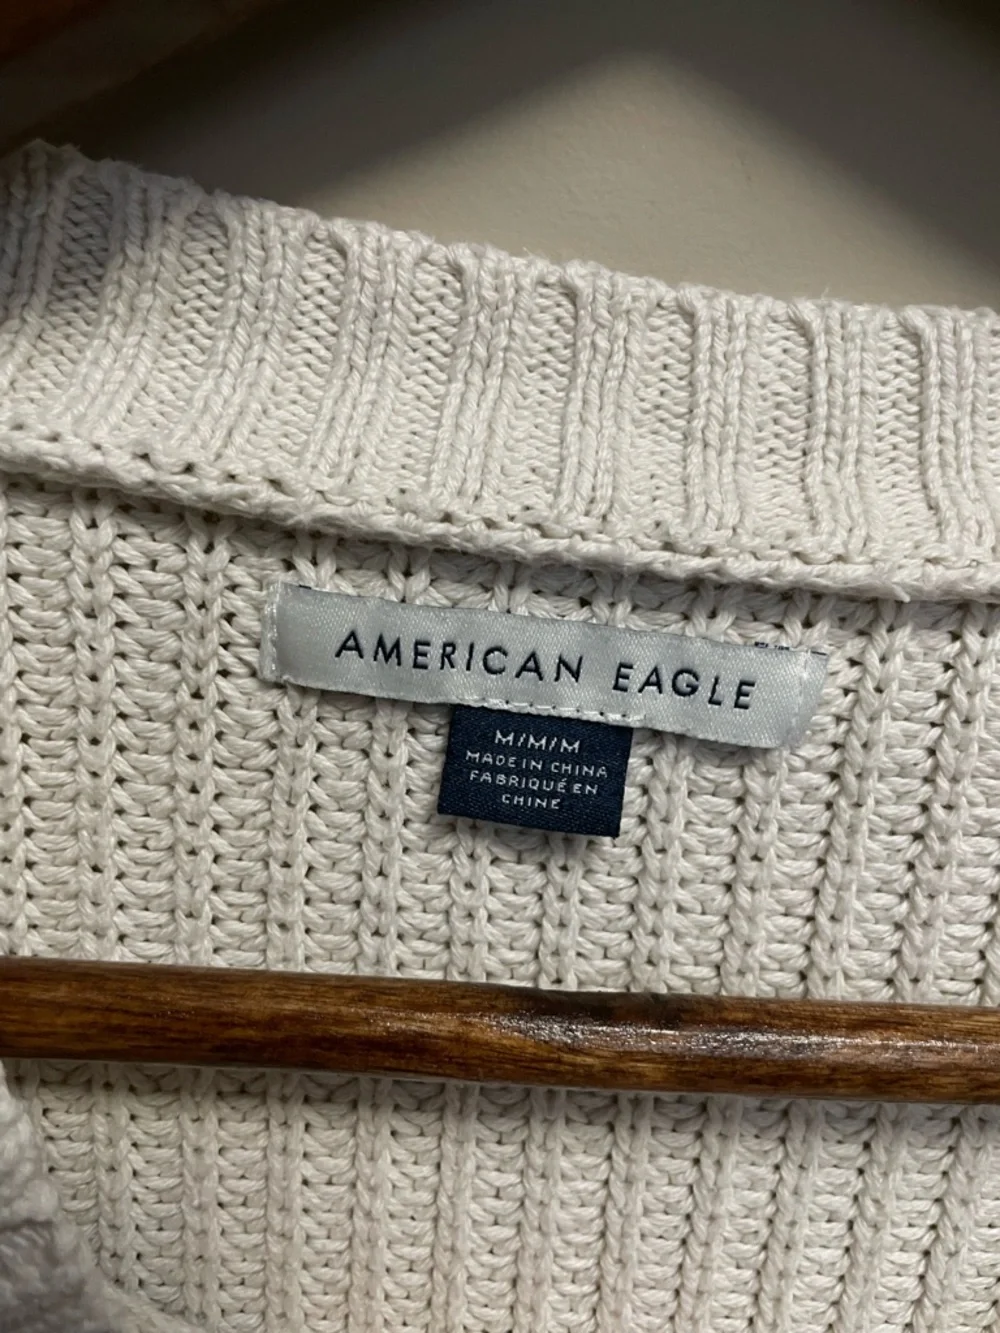 AMERICAN EAGLE
M/M/M
MADE IN CHINA
FABRIQUÉ EN
CHINE